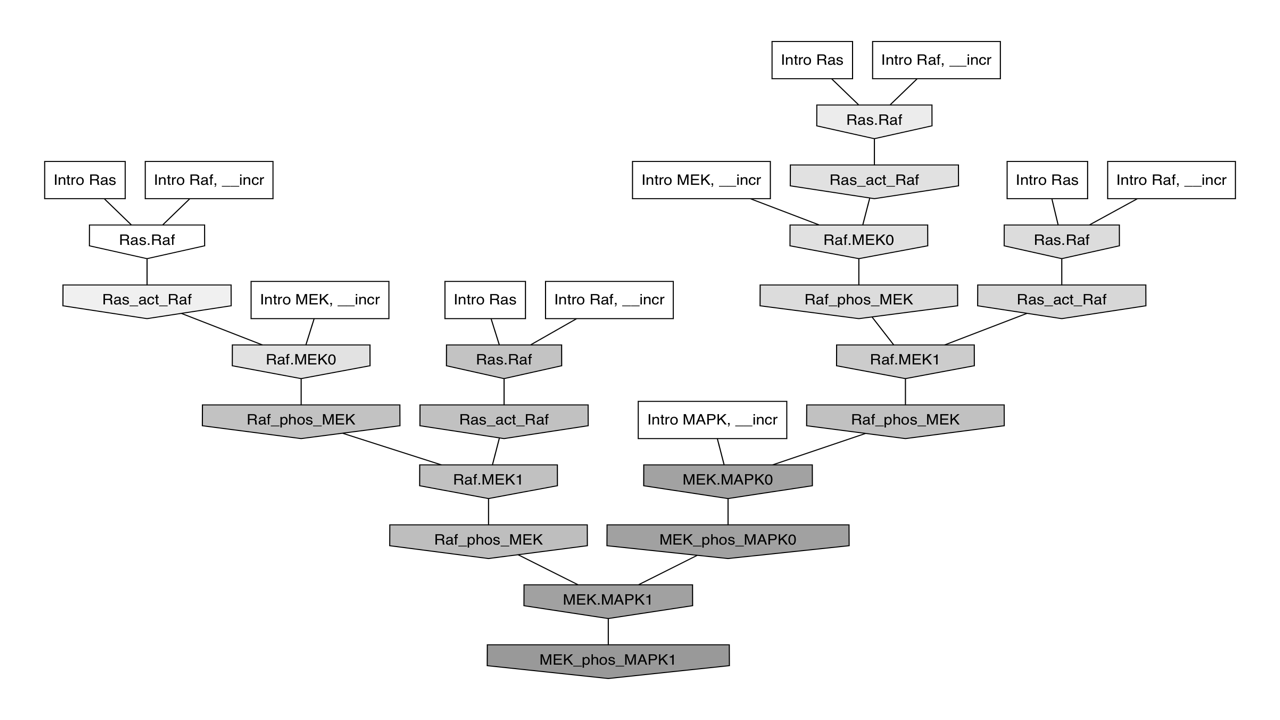 Intro Ras
Intro Raf, __incr
Ras.Raf
Intro Ras
Intro Raf, __incr
Intro MEK, __incr
Ras_act_Raf
Intro Ras
Intro Raf, __incr
Ras.Raf
Raf.MEK0
Ras.Raf
Ras_act_Raf
Intro MEK, __incr
Intro Ras
Intro Raf, __incr
Raf_phos_MEK
Ras_act_Raf
Raf.MEK0
Ras.Raf
Raf.MEK1
Raf_phos_MEK
Ras_act_Raf
Intro MAPK, __incr
Raf_phos_MEK
Raf.MEK1
MEK.MAPK0
Raf_phos_MEK
MEK_phos_MAPK0
MEK.MAPK1
MEK_phos_MAPK1